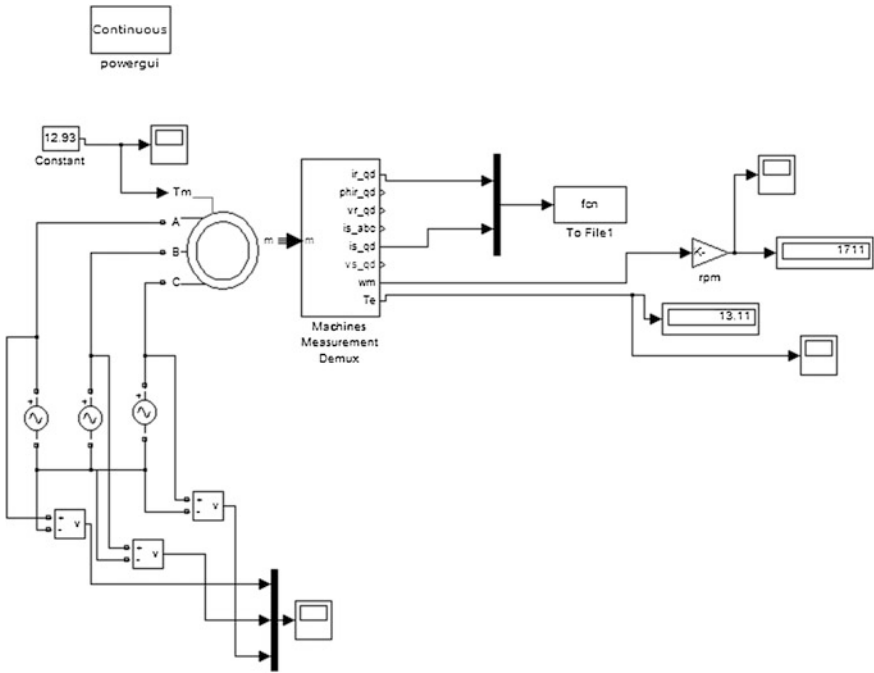 Continuous
powergui
12.93
Constant
Tm
A
B
C
m
m
ir_qd
phir_qd
vr_qd
is_abc
is_qd
vs_qd
wm
Te
Machines
Measurement
Demux
fcn
To File1
rpm
1711
13.11
+
+
+
+
-
v
+
-
v
+
-
v